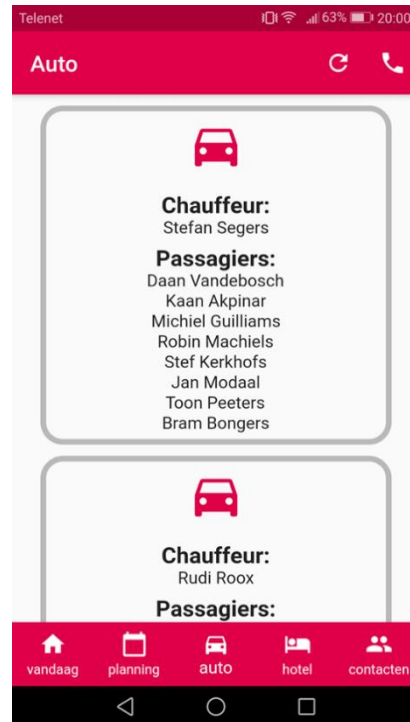 Telenet 63% 20:00
Auto
Chauffeur:
Stefan Segers
Passagiers:
Daan Vandebosch
Kaan Akpinar
Michiel Guilliams
Robin Machiels
Stef Kerkhofs
Jan Modaal
Toon Peeters
Bram Bongers
Chauffeur:
Rudi Roox
Passagiers:
vandaag planning auto hotel contacten